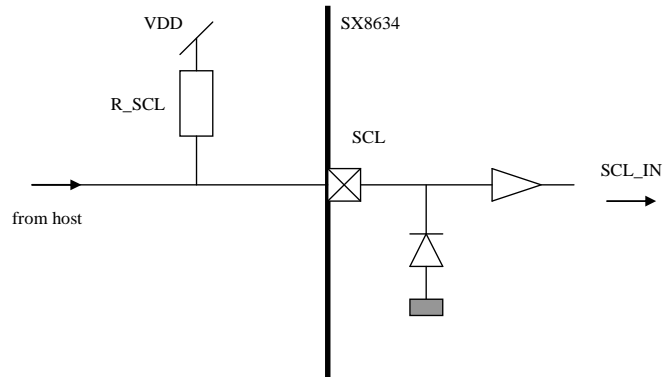 VDD
SX8634
R_SCL
SCL
SCL_IN
from host